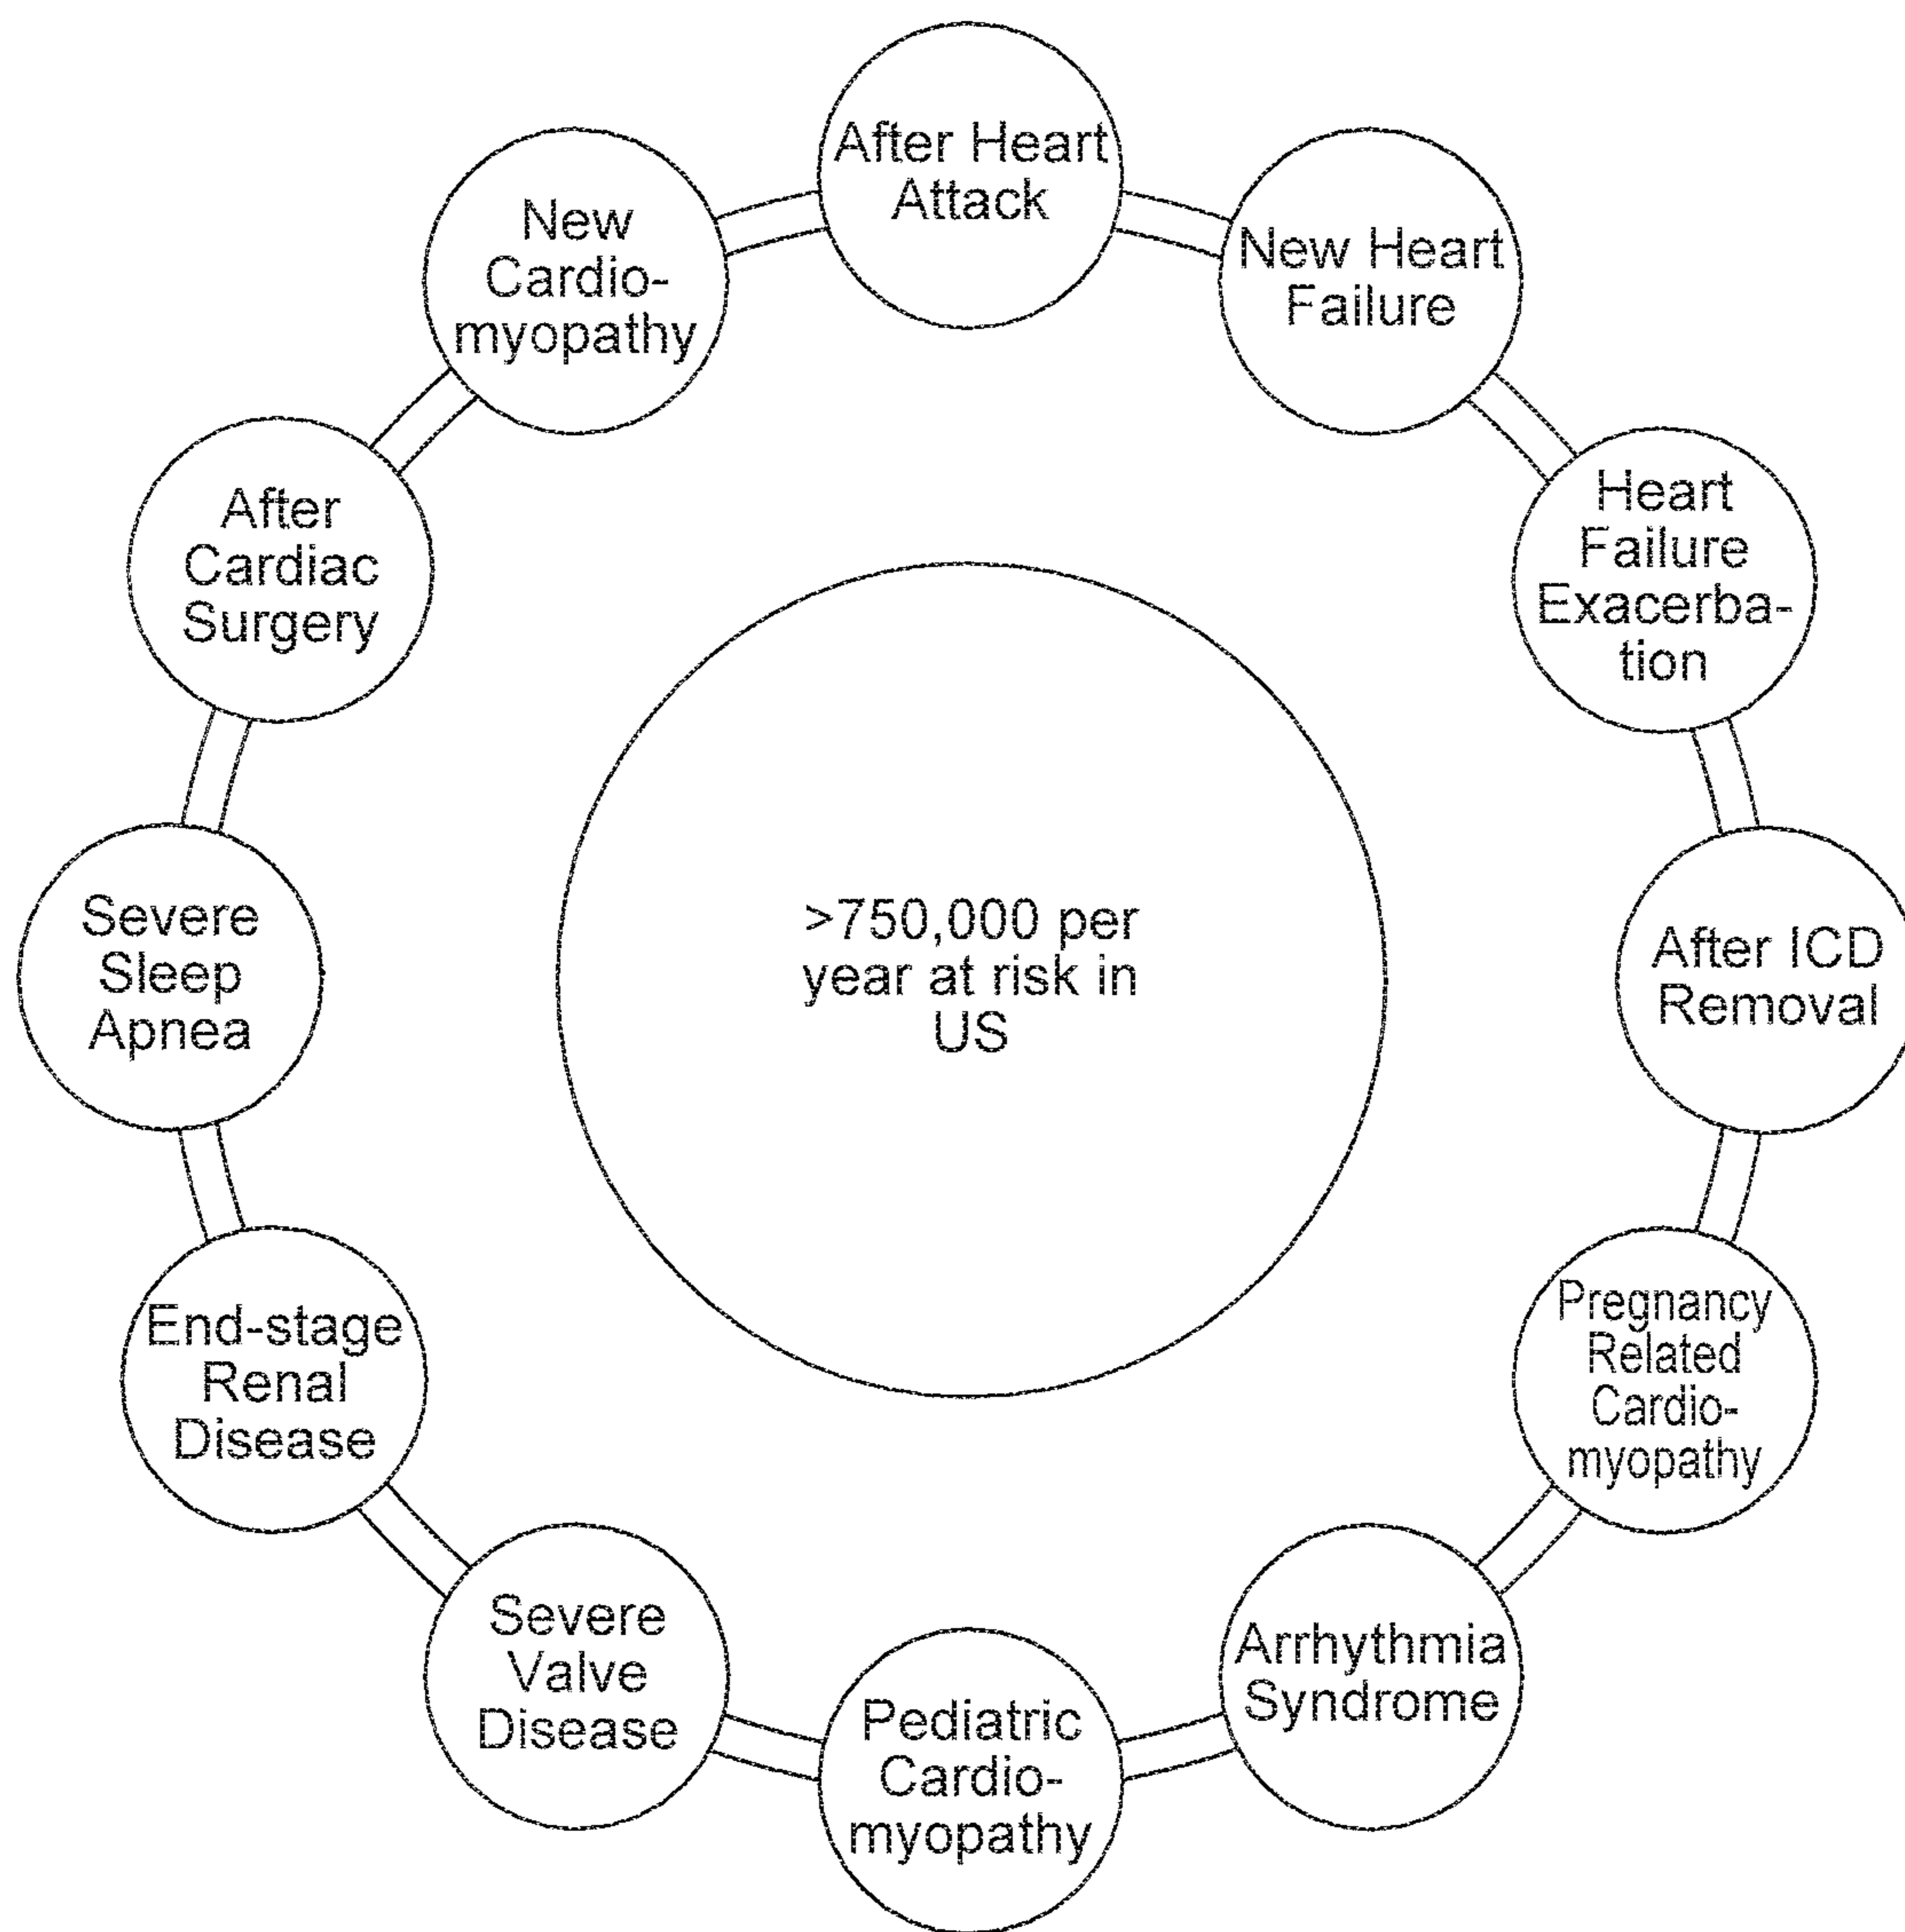 After Heart
Attack
New Heart
Failure
Heart
Failure
Exacerba-
tion
After ICD
Removal
Pregnancy
Related
Cardio-
myopathy
Arrhythmia
Syndrome
Pediatric
Cardio-
myopathy
Severe
Valve
Disease
End-stage
Renal
Disease
Severe
Sleep
Apnea
After
Cardiac
Surgery
New
Cardio-
myopathy
>750,000 per
year at risk in
US